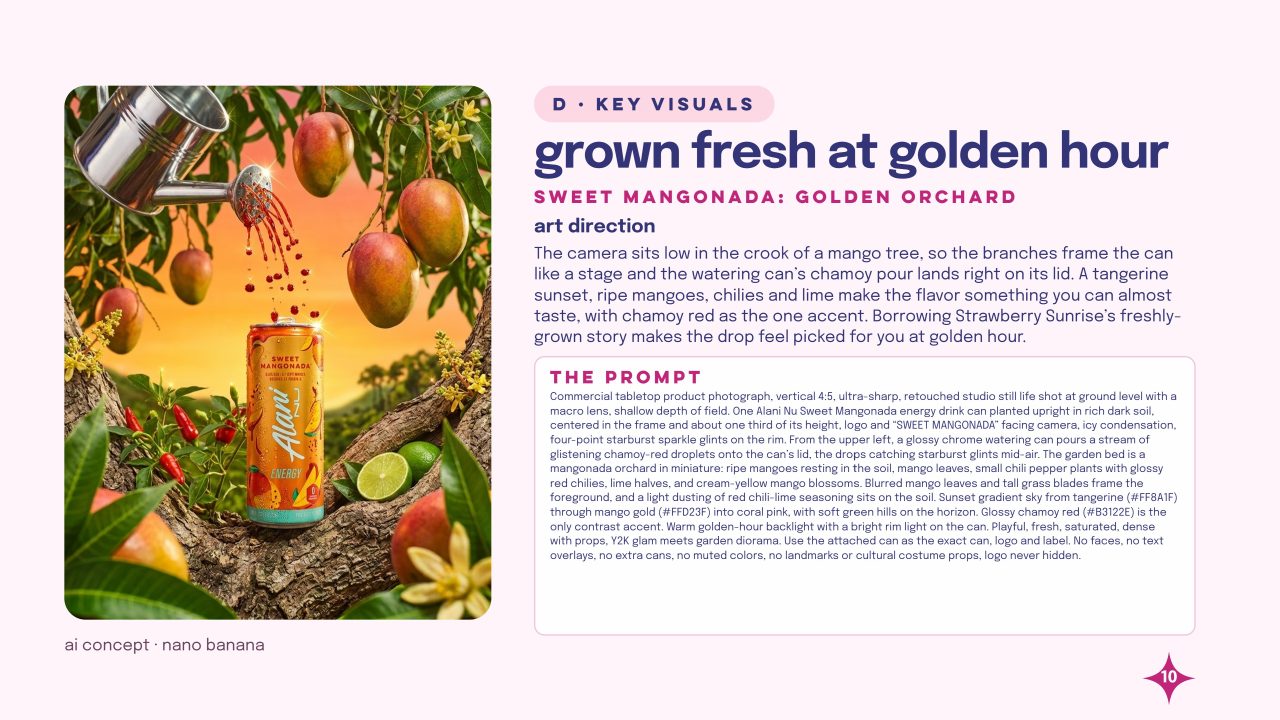 D · KEY VISUALS
grown fresh at golden hour
SWEET MANGONADA: GOLDEN ORCHARD
art direction
The camera sits low in the crook of a mango tree, so the branches frame the can
like a stage and the watering can’s chamoy pour lands right on its lid. A tangerine
sunset, ripe mangoes, chilies and lime make the flavor something you can almost
taste, with chamoy red as the one accent. Borrowing Strawberry Sunrise’s freshly-
grown story makes the drop feel picked for you at golden hour.
THE PROMPT
Commercial tabletop product photograph, vertical 4:5, ultra-sharp, retouched studio still life shot at ground level with a
macro lens, shallow depth of field. One Alani Nu Sweet Mangonada energy drink can planted upright in rich dark soil,
centered in the frame and about one third of its height, logo and “SWEET MANGONADA” facing camera, icy condensation,
four-point starburst sparkle glints on the rim. From the upper left, a glossy chrome watering can pours a stream of
glistening chamoy-red droplets onto the can’s lid, the drops catching starburst glints mid-air. The garden bed is a
mangonada orchard in miniature: ripe mangoes resting in the soil, mango leaves, small chili pepper plants with glossy
red chilies, lime halves, and cream-yellow mango blossoms. Blurred mango leaves and tall grass blades frame the
foreground, and a light dusting of red chili-lime seasoning sits on the soil. Sunset gradient sky from tangerine (#FF8A1F)
through mango gold (#FFD23F) into coral pink, with soft green hills on the horizon. Glossy chamoy red (#B3122E) is the
only contrast accent. Warm golden-hour backlight with a bright rim light on the can. Playful, fresh, saturated, dense
with props, Y2K glam meets garden diorama. Use the attached can as the exact can, logo and label. No faces, no text
overlays, no extra cans, no muted colors, no landmarks or cultural costume props, logo never hidden.
SWEET
MANGONADA
Alani
NU
ENERGY
ai concept · nano banana
10